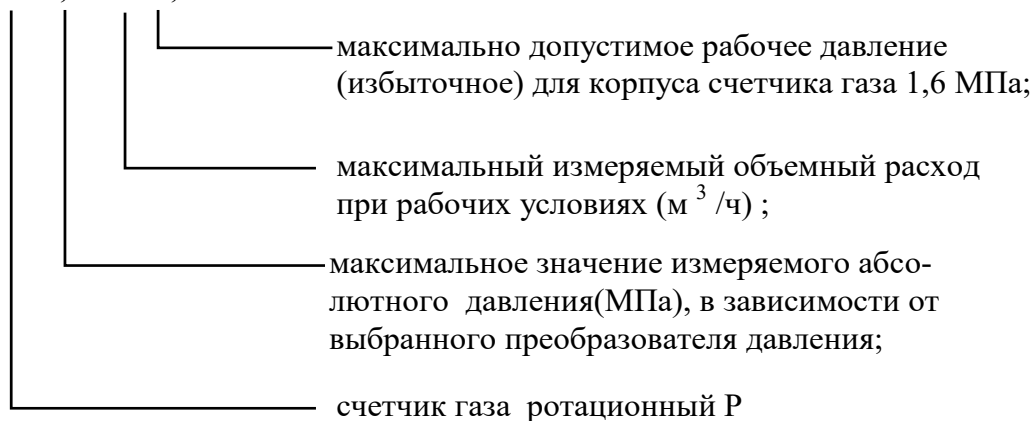 максимально допустимое рабочее давление
(избыточное) для корпуса счетчика газа 1,6 МПа;
максимальный измеряемый объемный расход
при рабочих условиях (м ³ /ч) ;
максимальное значение измеряемого абсо-
лютного давления(МПа), в зависимости от
выбранного преобразователя давления;
счетчик газа ротационный Р